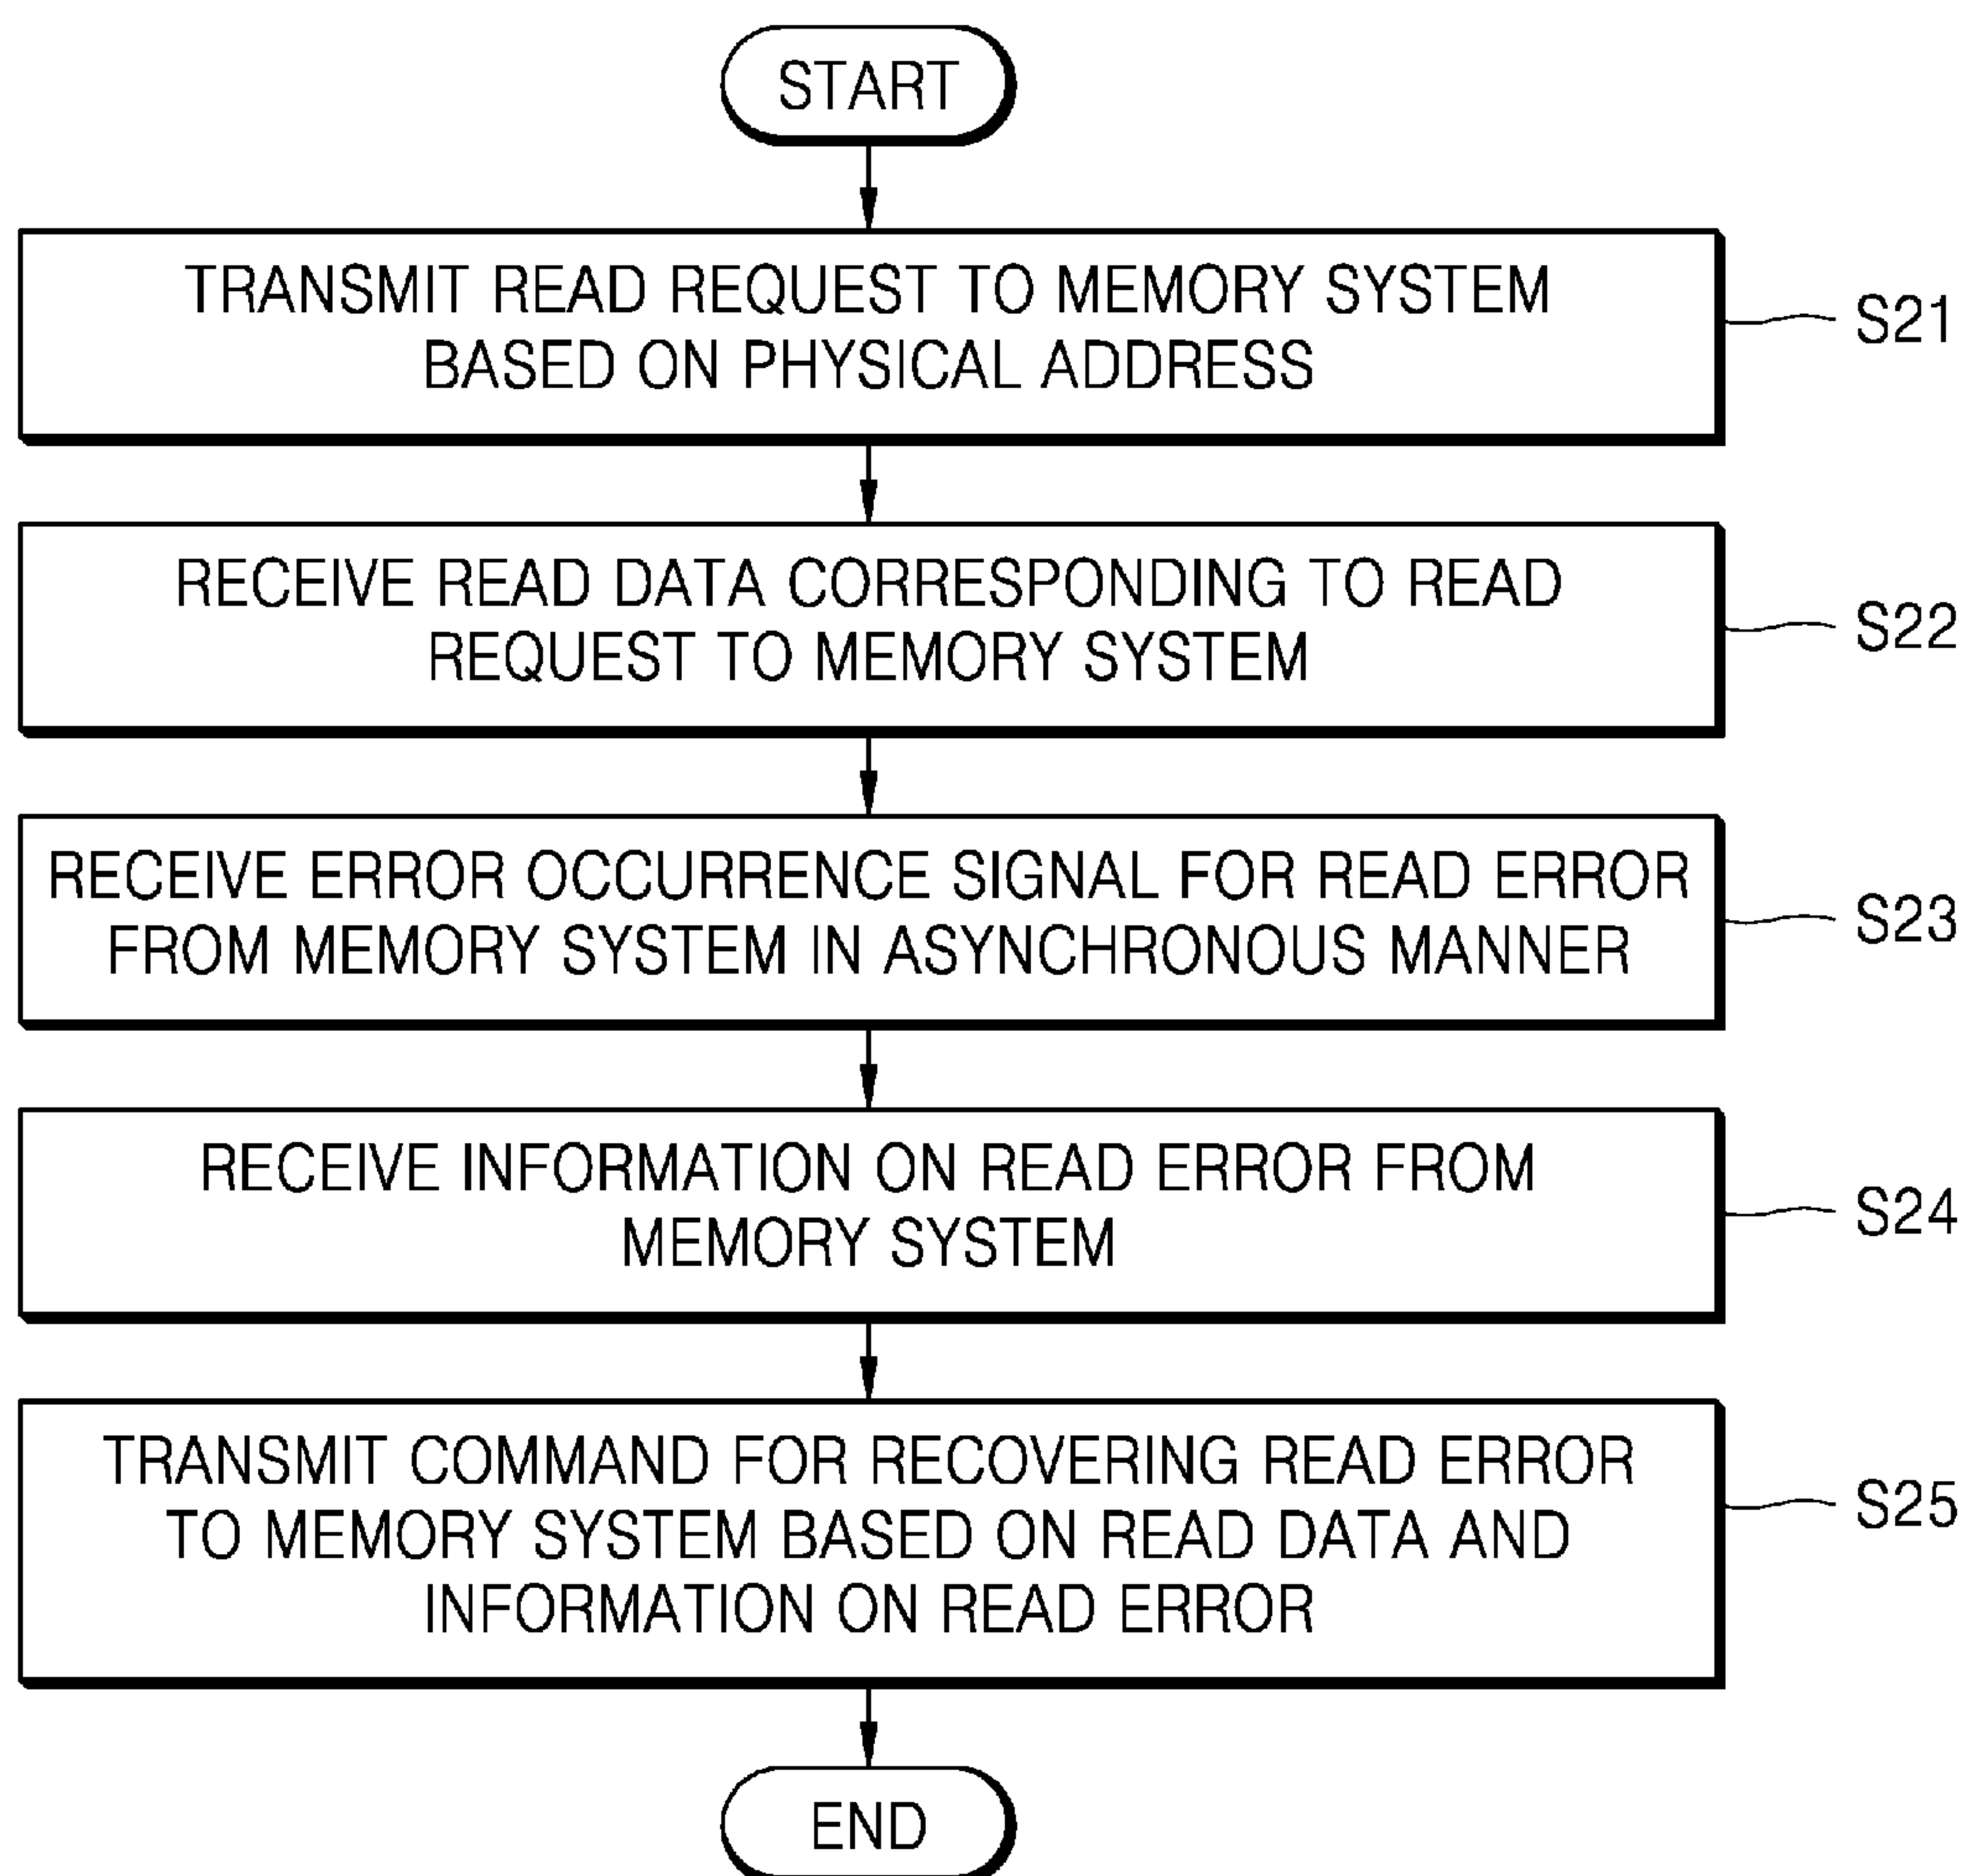 START
TRANSMIT READ REQUEST TO MEMORY SYSTEM
BASED ON PHYSICAL ADDRESS
S21
RECEIVE READ DATA CORRESPONDING TO READ
REQUEST TO MEMORY SYSTEM
S22
RECEIVE ERROR OCCURRENCE SIGNAL FOR READ ERROR
FROM MEMORY SYSTEM IN ASYNCHRONOUS MANNER
S23
RECEIVE INFORMATION ON READ ERROR FROM
MEMORY SYSTEM
S24
TRANSMIT COMMAND FOR RECOVERING READ ERROR
TO MEMORY SYSTEM BASED ON READ DATA AND
INFORMATION ON READ ERROR
S25
END